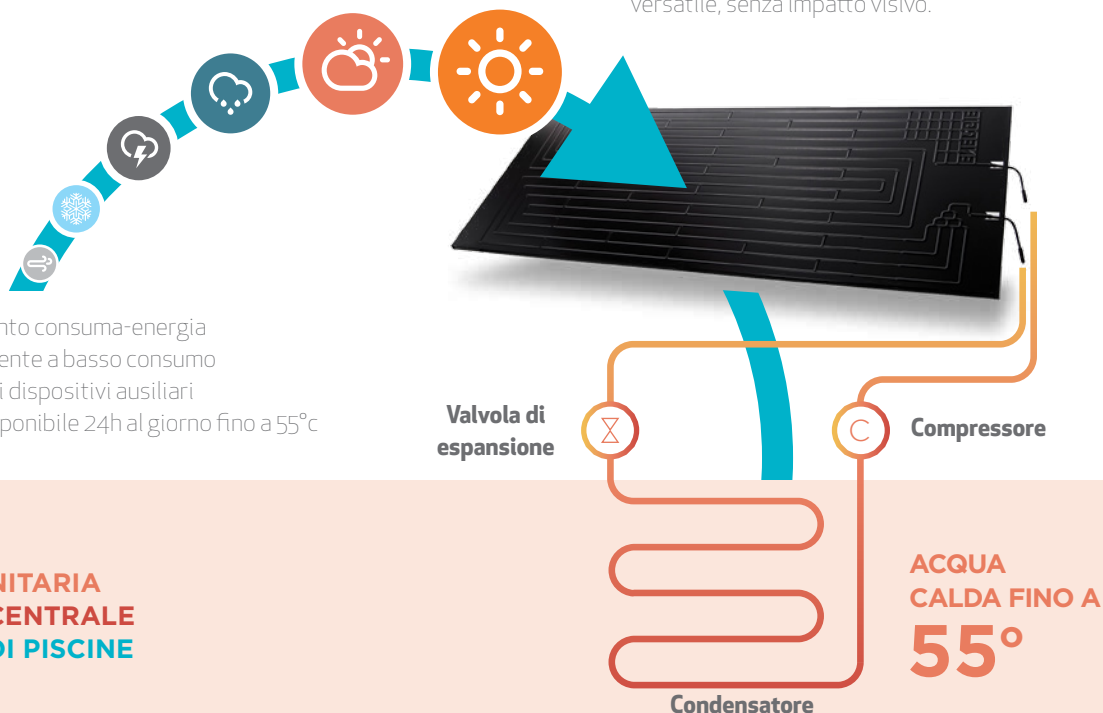 versatile, senza impatto visivo.
ENERGIE
nto consuma-energia
ente a basso consumo
i dispositivi ausiliari
ponibile 24h al giorno fino a 55°c
Valvola di
espansione
C
Compressore
NITARIA
CENTRALE
DI PISCINE
ACQUA
CALDA FINO A
55°
Condensatore